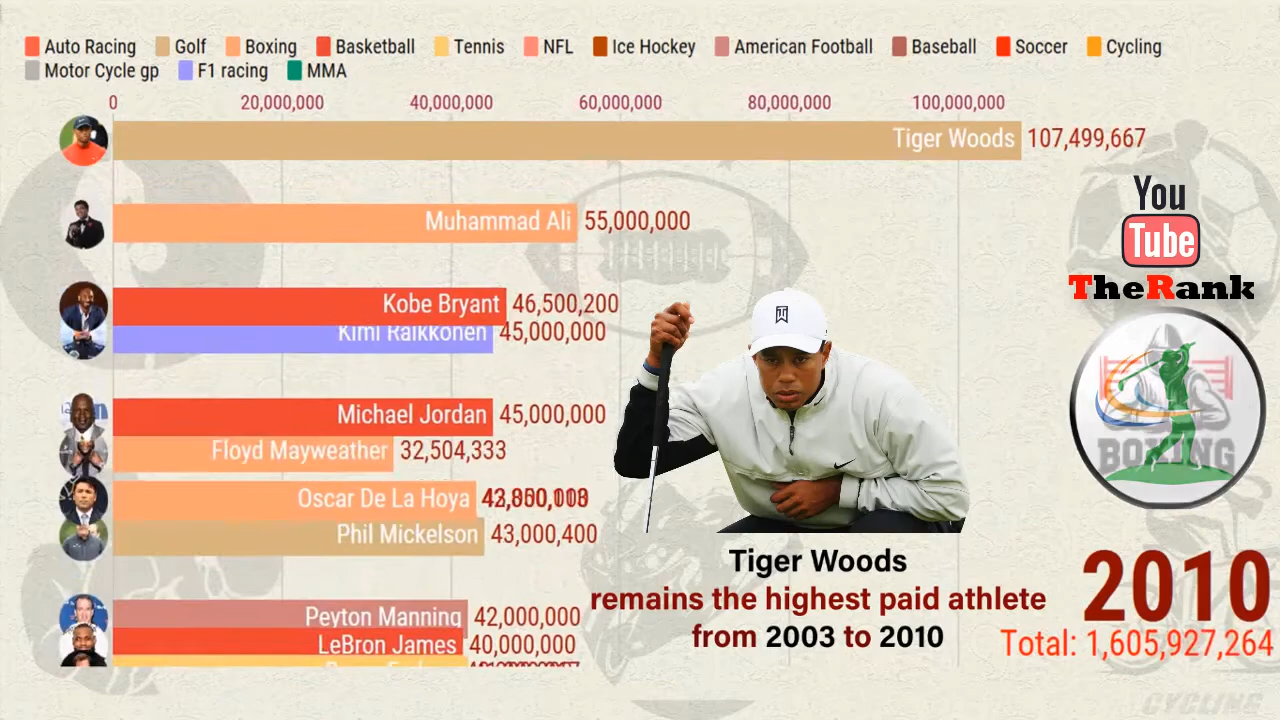 Auto Racing Golf Boxing Basketball Tennis NFL Ice Hockey American Football Baseball Soccer Cycling
Motor Cycle gp F1 racing MMA
0 20,000,000 40,000,000 60,000,000 80,000,000 100,000,000
Tiger Woods 107,499,667
Muhammad Ali 55,000,000
Kobe Bryant 46,500,200
Kimi Raikkonen 45,000,000
Michael Jordan 45,000,000
Floyd Mayweather 32,504,333
Oscar De La Hoya
Phil Mickelson 43,000,400
Peyton Manning 42,000,000
LeBron James 40,000,000
You
Tube
TheRank
BOXING
Tiger Woods
remains the highest paid athlete
from 2003 to 2010
2010
Total: 1,605,927,264
CYCLING